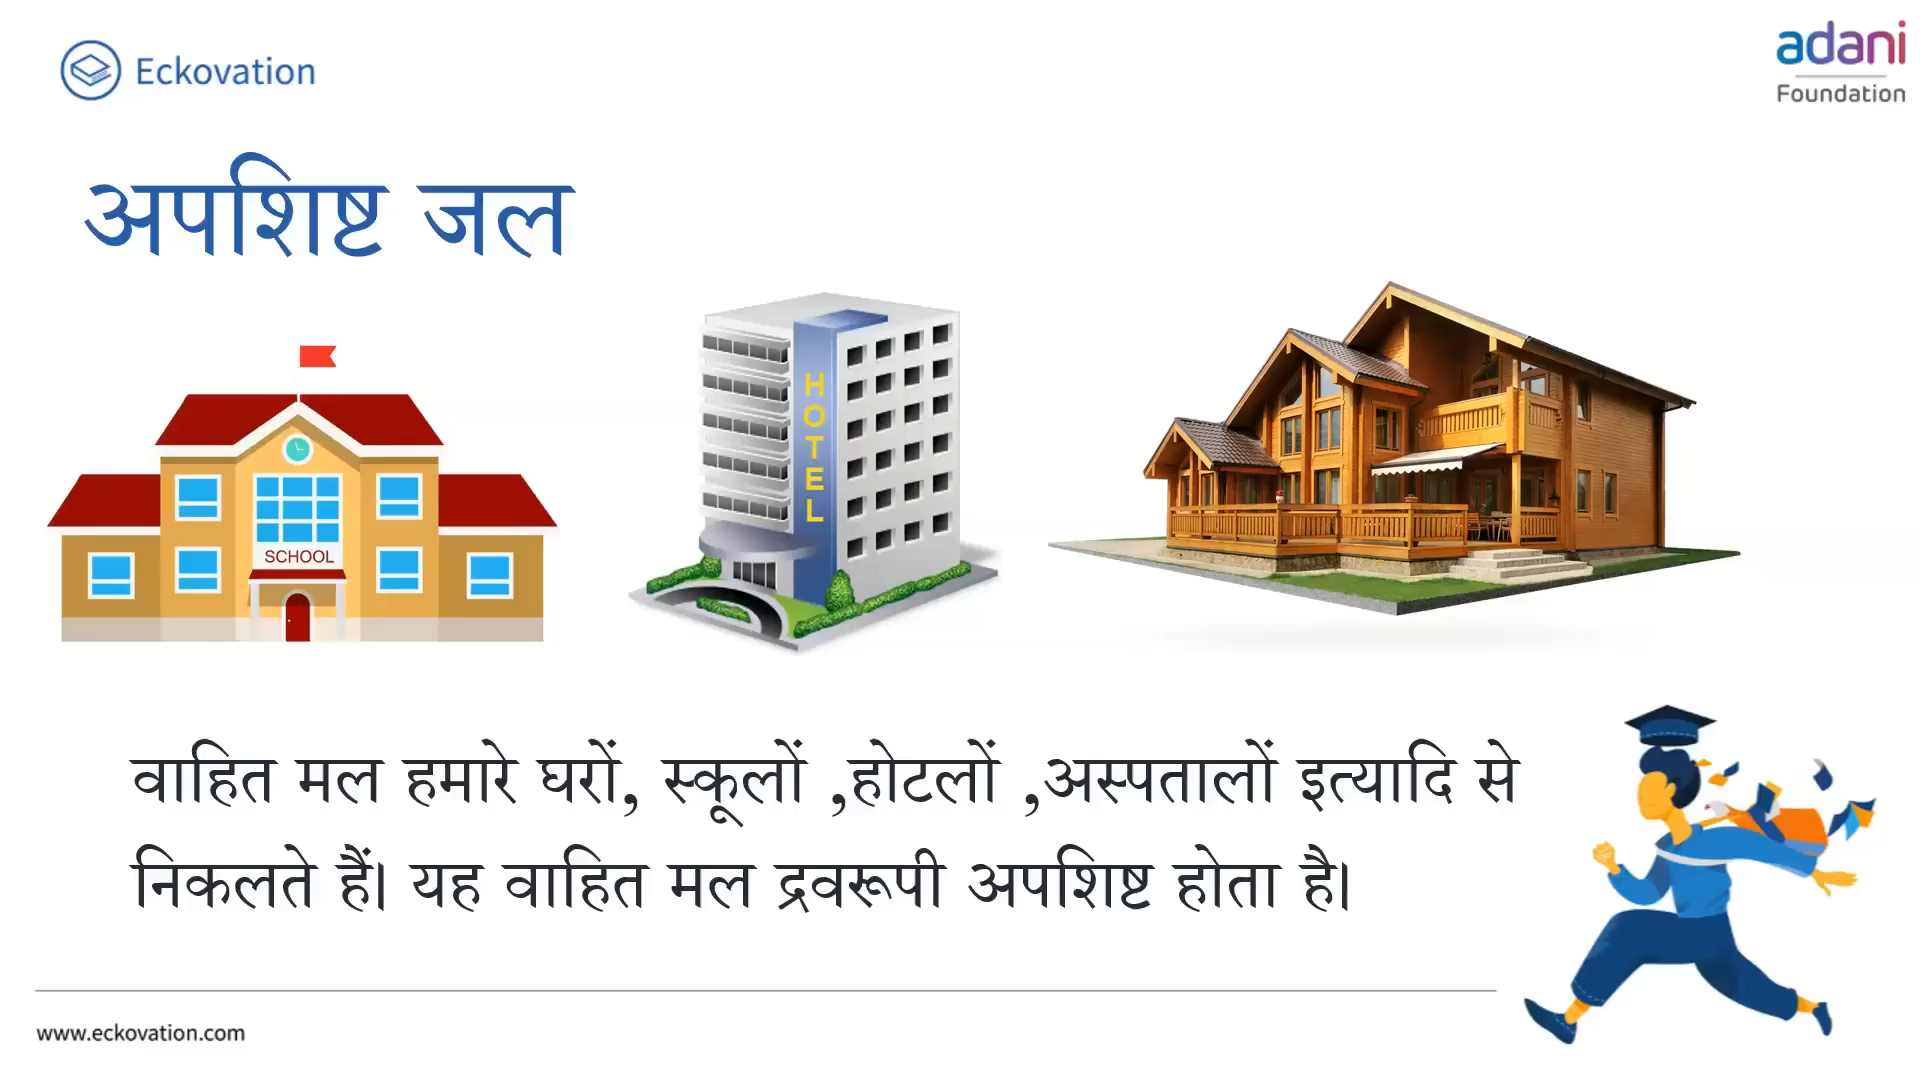 Eckovation
adani
Foundation
अपशिष्ट जल
SCHOOL
HOTEL
वाहित मल हमारे घरों, स्कूलों ,होटलों ,अस्पतालों इत्यादि से
निकलते हैं। यह वाहित मल द्रवरूपी अपशिष्ट होता है।
www.eckovation.com